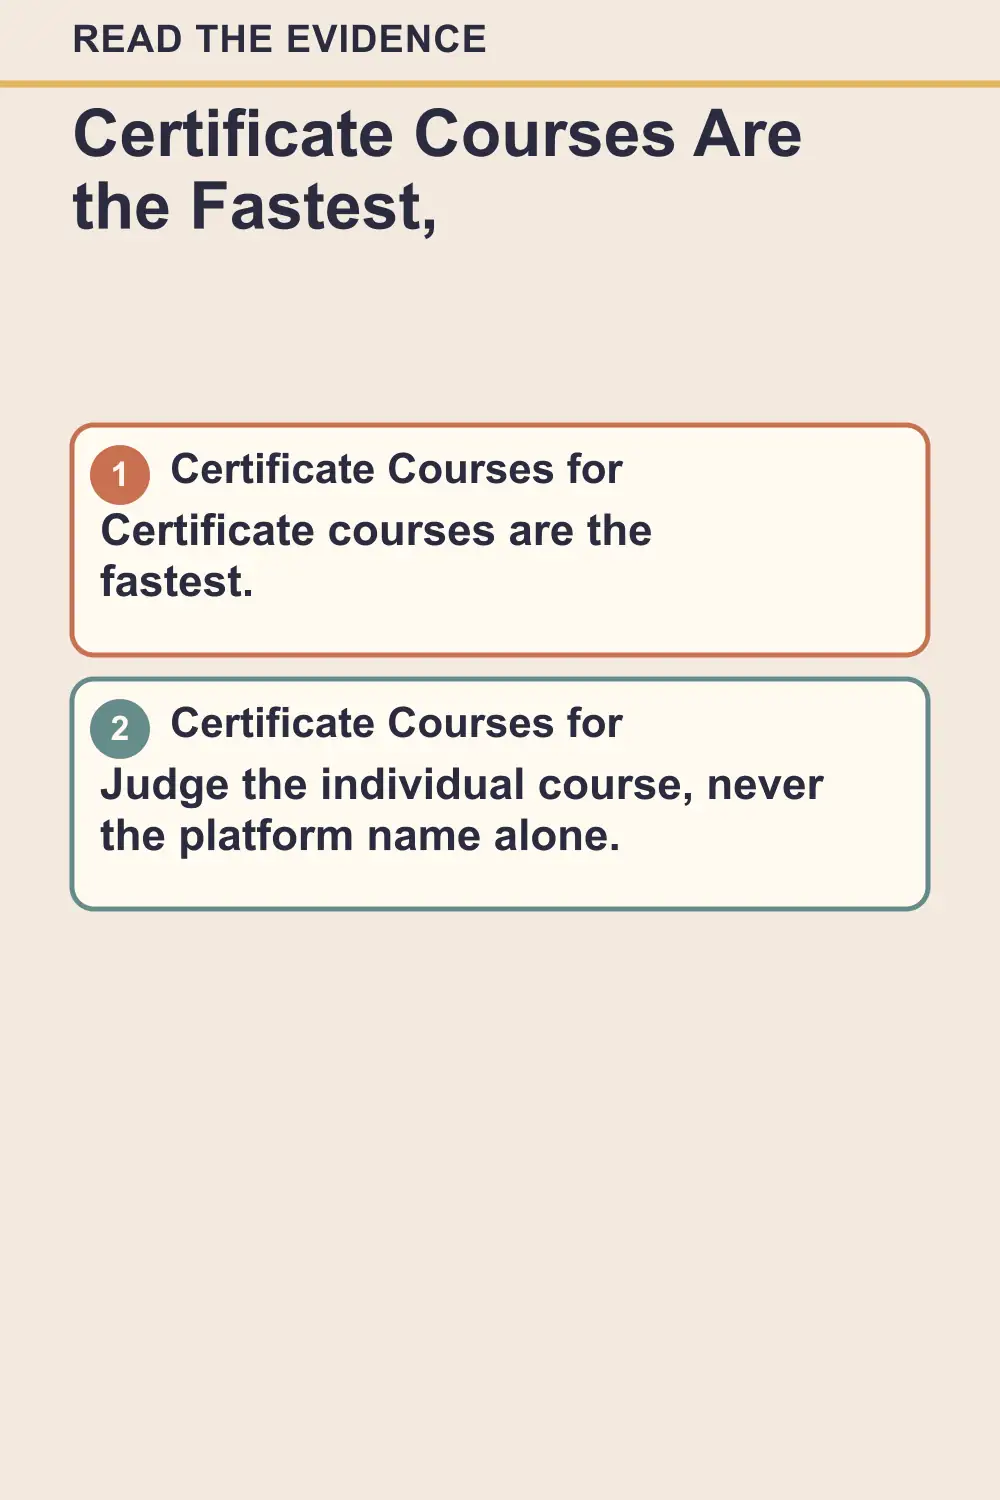 READ THE EVIDENCE
Certificate Courses Are
the Fastest,
1 Certificate Courses for
Certificate courses are the
fastest.
2 Certificate Courses for
Judge the individual course, never
the platform name alone.